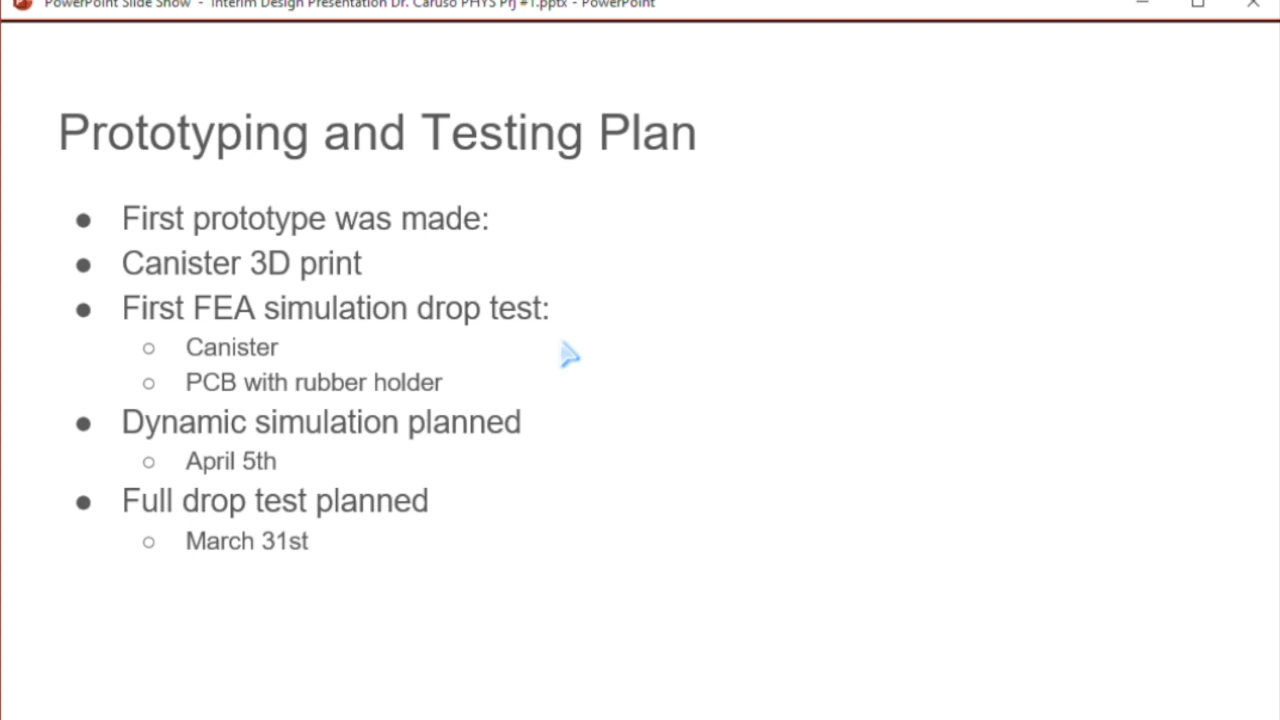 PowerPoint Slide Show - Interim Design Presentation Dr. Caruso PHYS Prj #1.pptx - PowerPoint
Prototyping and Testing Plan
● First prototype was made:
● Canister 3D print
● First FEA simulation drop test:
○ Canister
○ PCB with rubber holder
● Dynamic simulation planned
○ April 5th
● Full drop test planned
○ March 31st